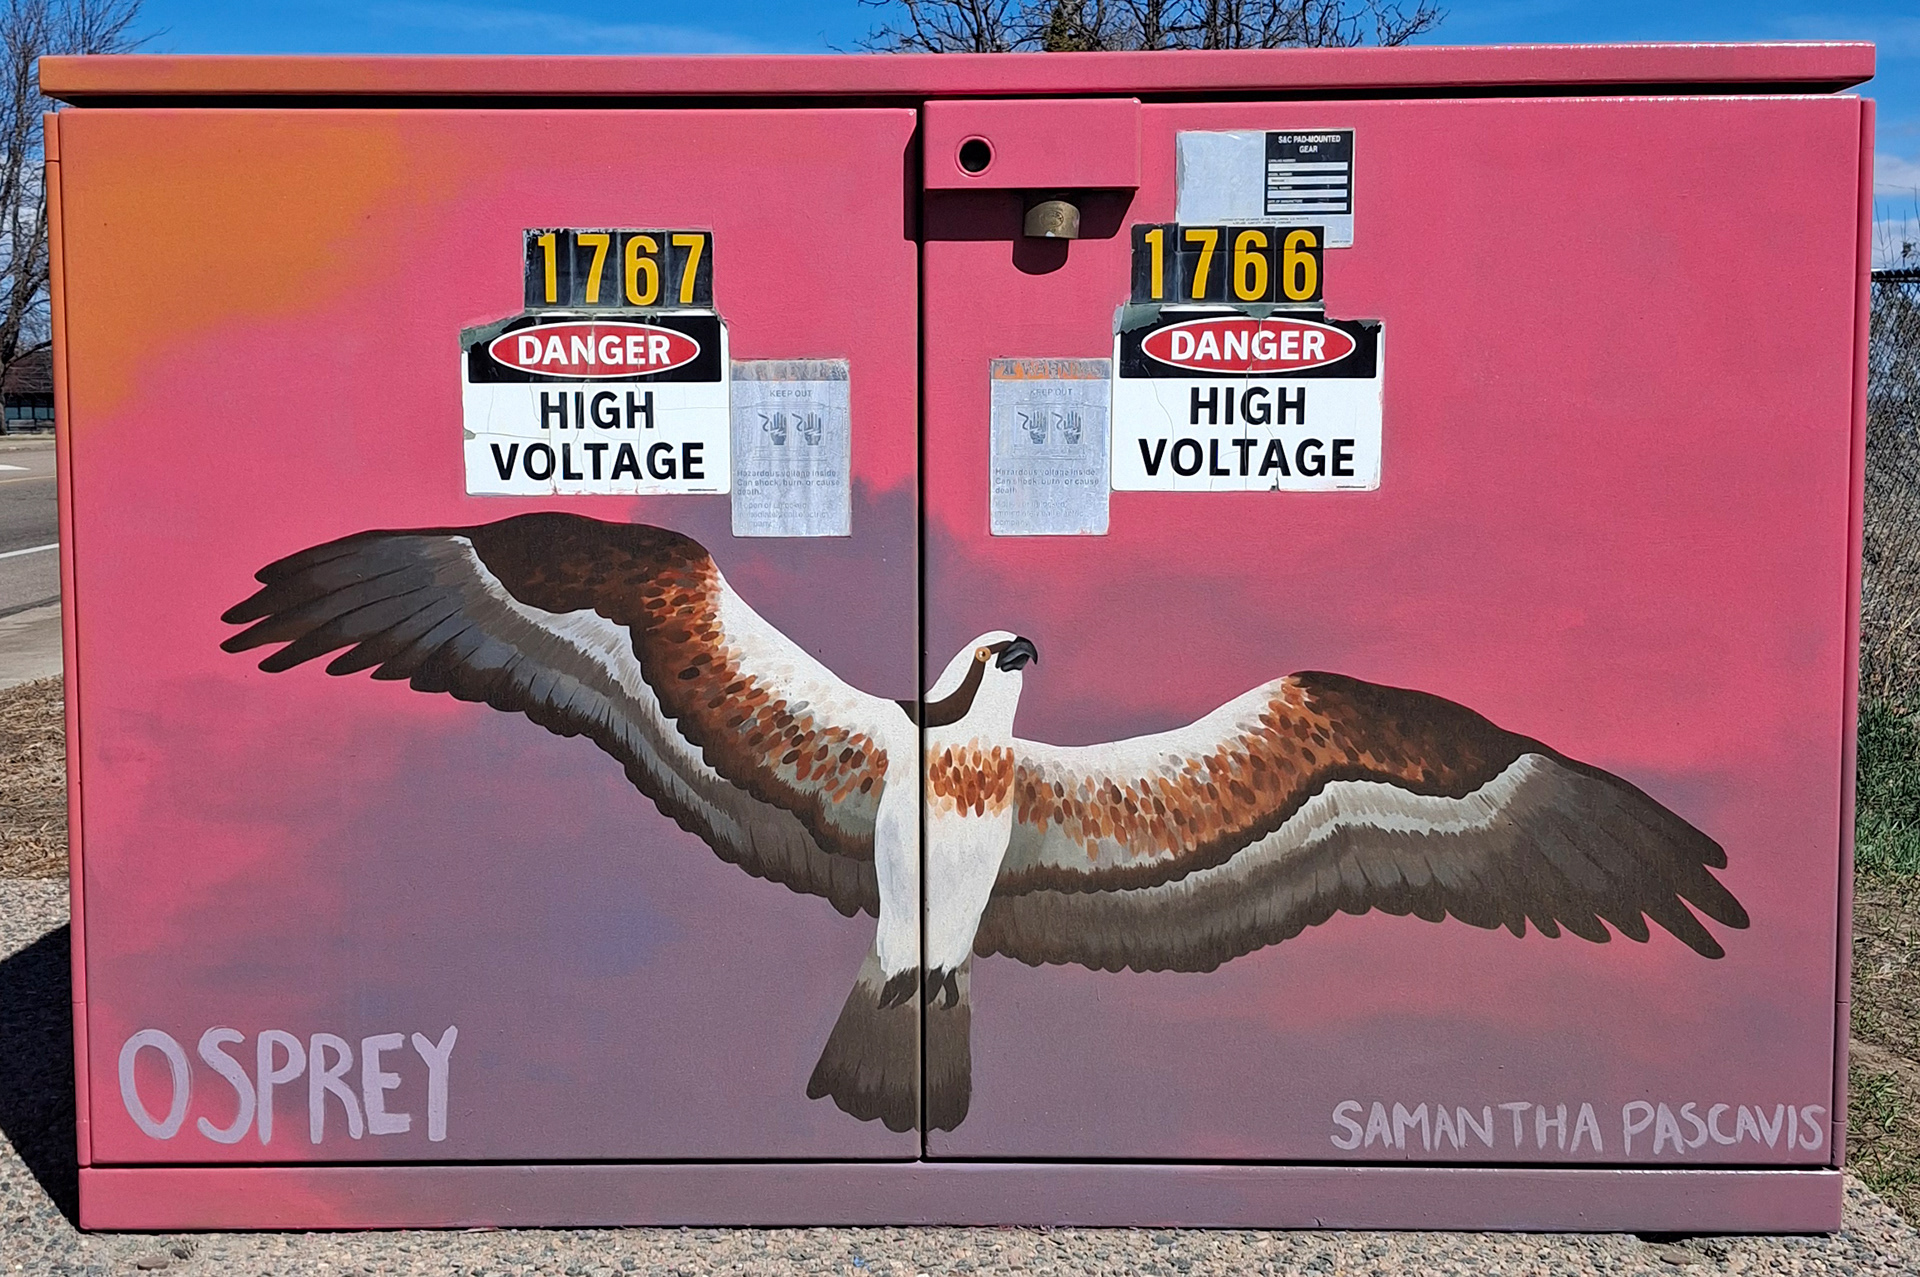 S&C PAD-MOUNTED
GEAR
1767
1766
DANGER
HIGH
VOLTAGE
DANGER
HIGH
VOLTAGE
KEEP OUT
Hazardous voltage inside.
Can shock, burn, or cause
death.
WARNING
KEEP OUT
Hazardous voltage inside.
Can shock, burn, or cause
death.
OSPREY
SAMANTHA PASCAVIS